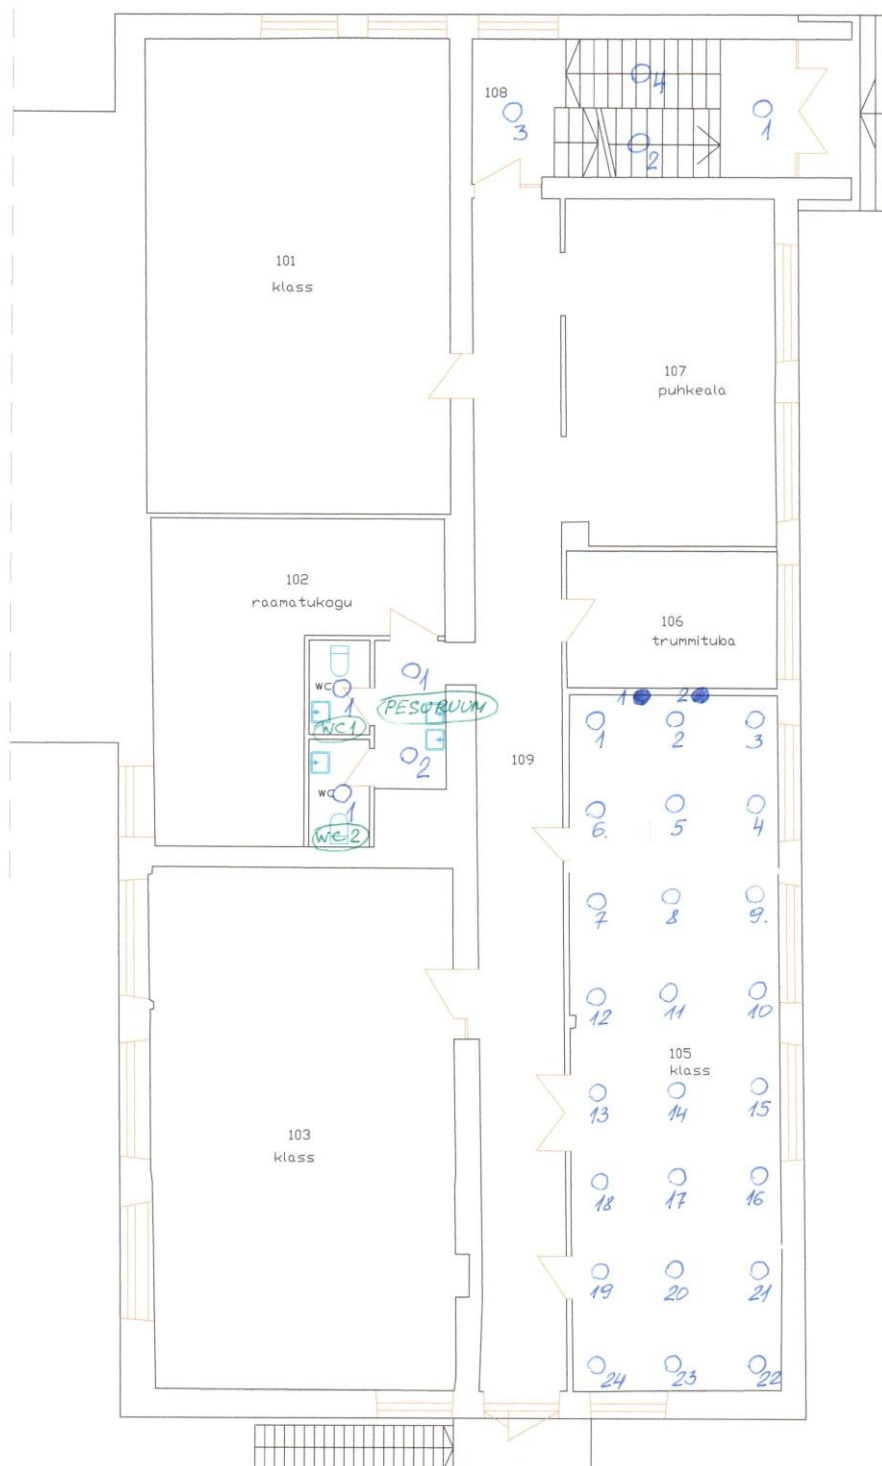 108
4
3
1
2
101
klass
107
puhkeala
102
raamatukogu
106
trummituba
WC
1
1
PESURUUM
WC1
2
WC
1
WC2
109
1 2
1 2 3
6. 5 4
7 8 9.
12 11 10
105
klass
13 14 15
18 17 16
19 20 21
24 23 22
103
klass